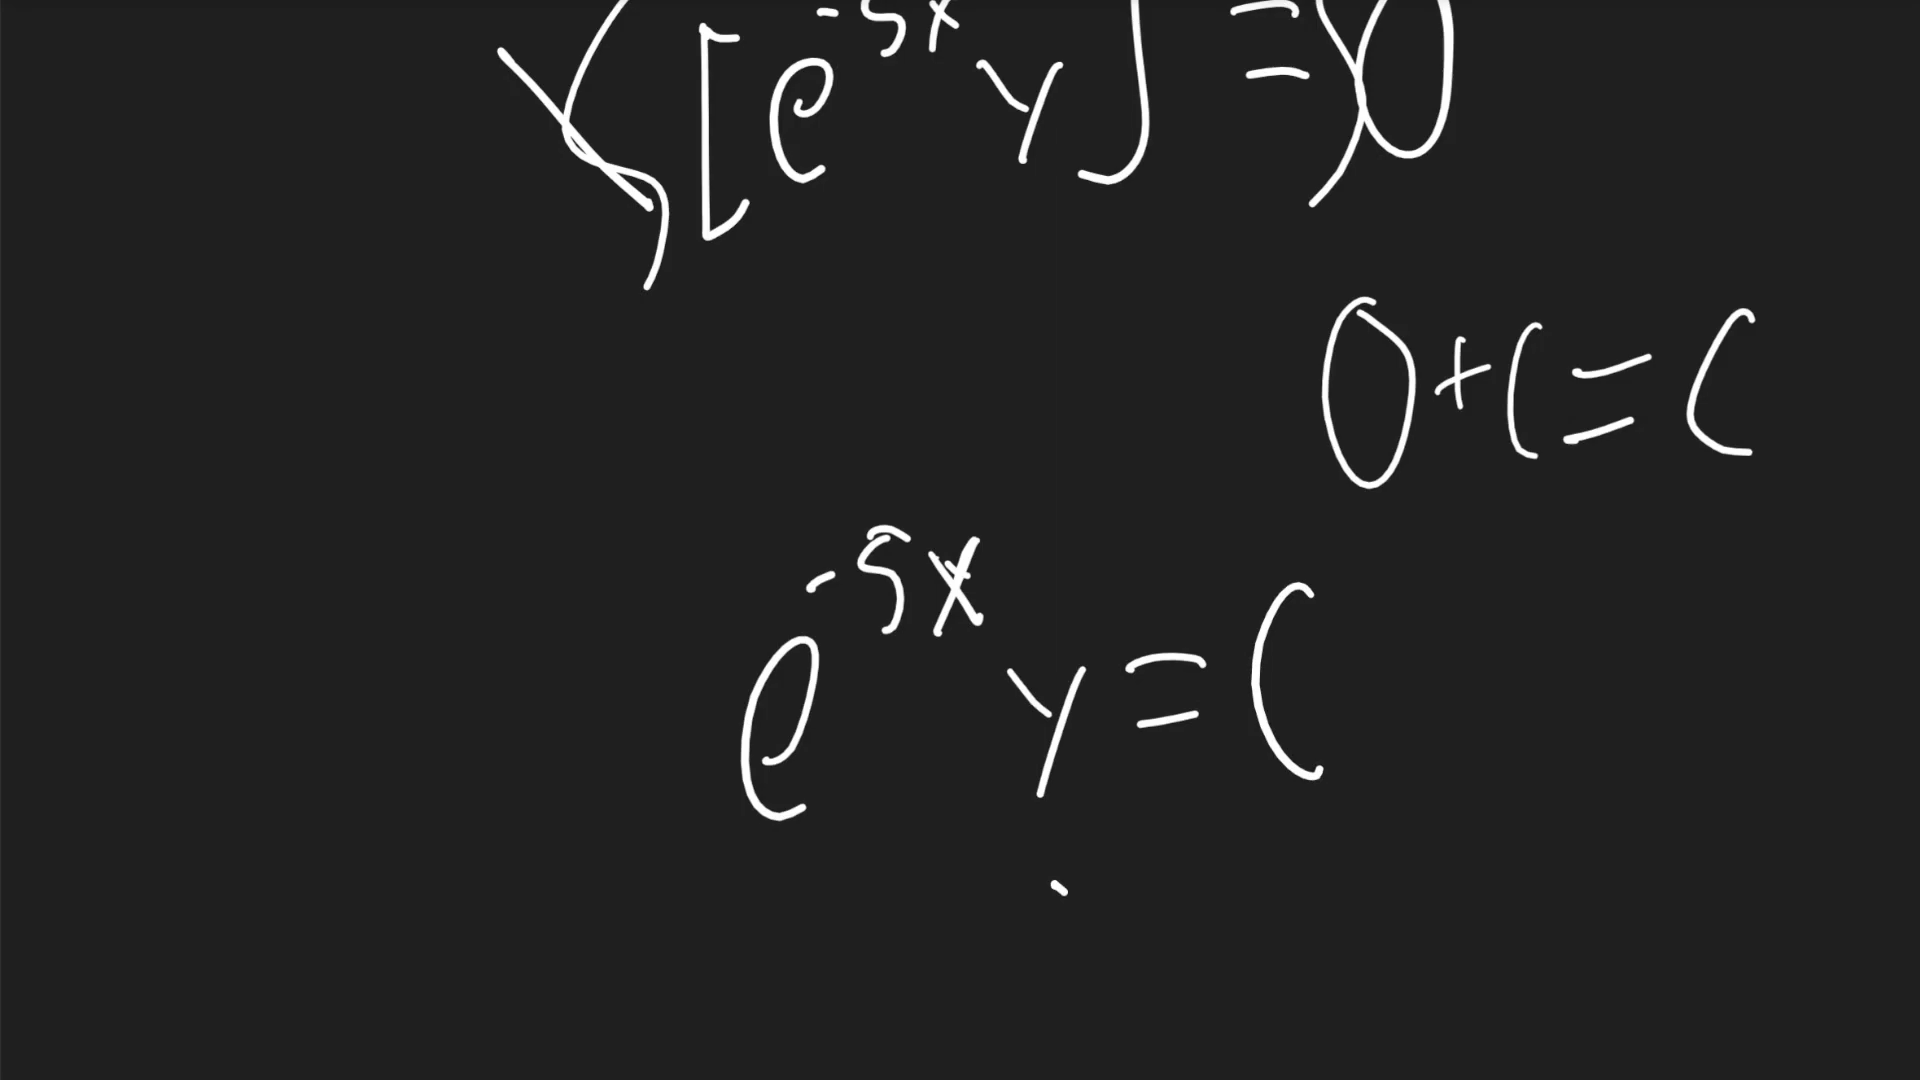 ∫[e^{-5x} y] = ∫0
0+C=C
e^{-5x} y = C